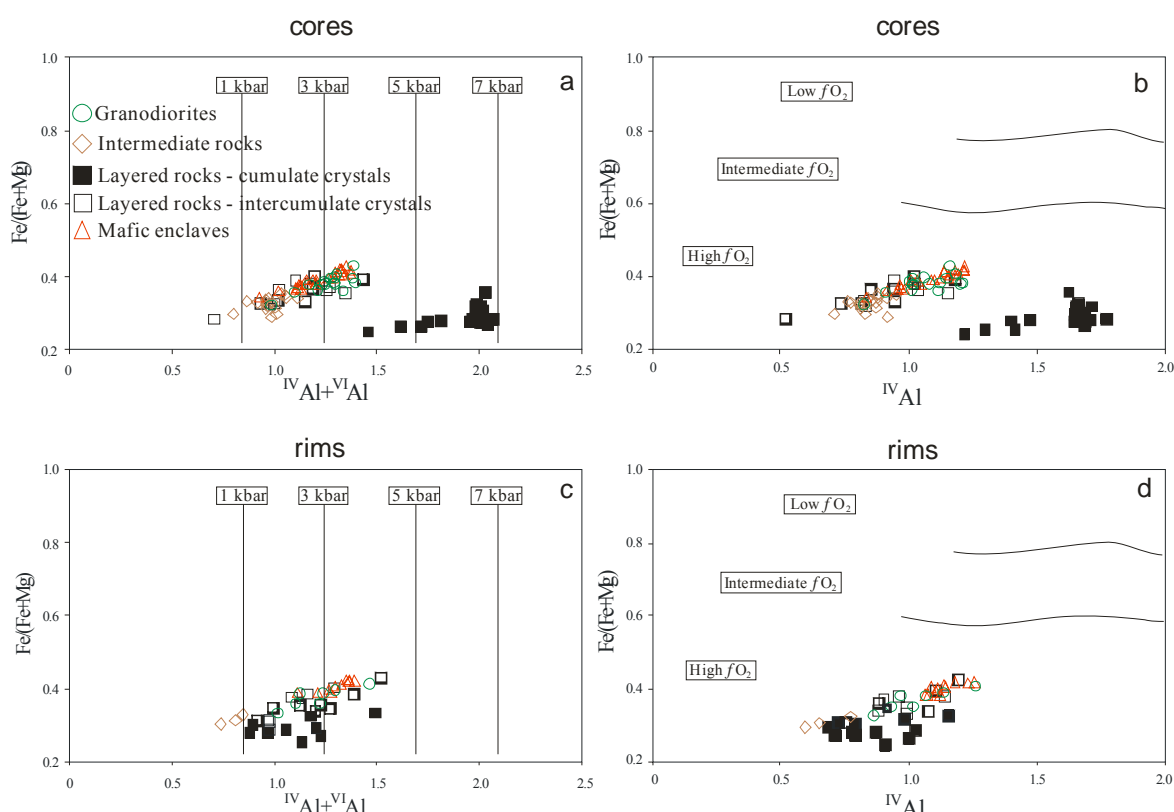 cores
cores
1.0
0.8
0.6
0.4
0.2
Fe/(Fe+Mg)
1 kbar
3 kbar
5 kbar
7 kbar
a
Granodiorites
Intermediate rocks
Layered rocks - cumulate crystals
Layered rocks - intercumulate crystals
Mafic enclaves
0
0.5
1.0
1.5
2.0
2.5
IVAl+VIAl
1.0
0.8
0.6
0.4
0.2
Fe/(Fe+Mg)
b
Low fO2
Intermediate fO2
High fO2
0
0.5
1.0
1.5
2.0
IVAl
rims
rims
1.0
0.8
0.6
0.4
0.2
Fe/(Fe+Mg)
1 kbar
3 kbar
5 kbar
7 kbar
c
0
0.5
1.0
1.5
2.0
2.5
IVAl+VIAl
1.0
0.8
0.6
0.4
0.2
Fe/(Fe+Mg)
d
Low fO2
Intermediate fO2
High fO2
0
0.5
1.0
1.5
2.0
IVAl